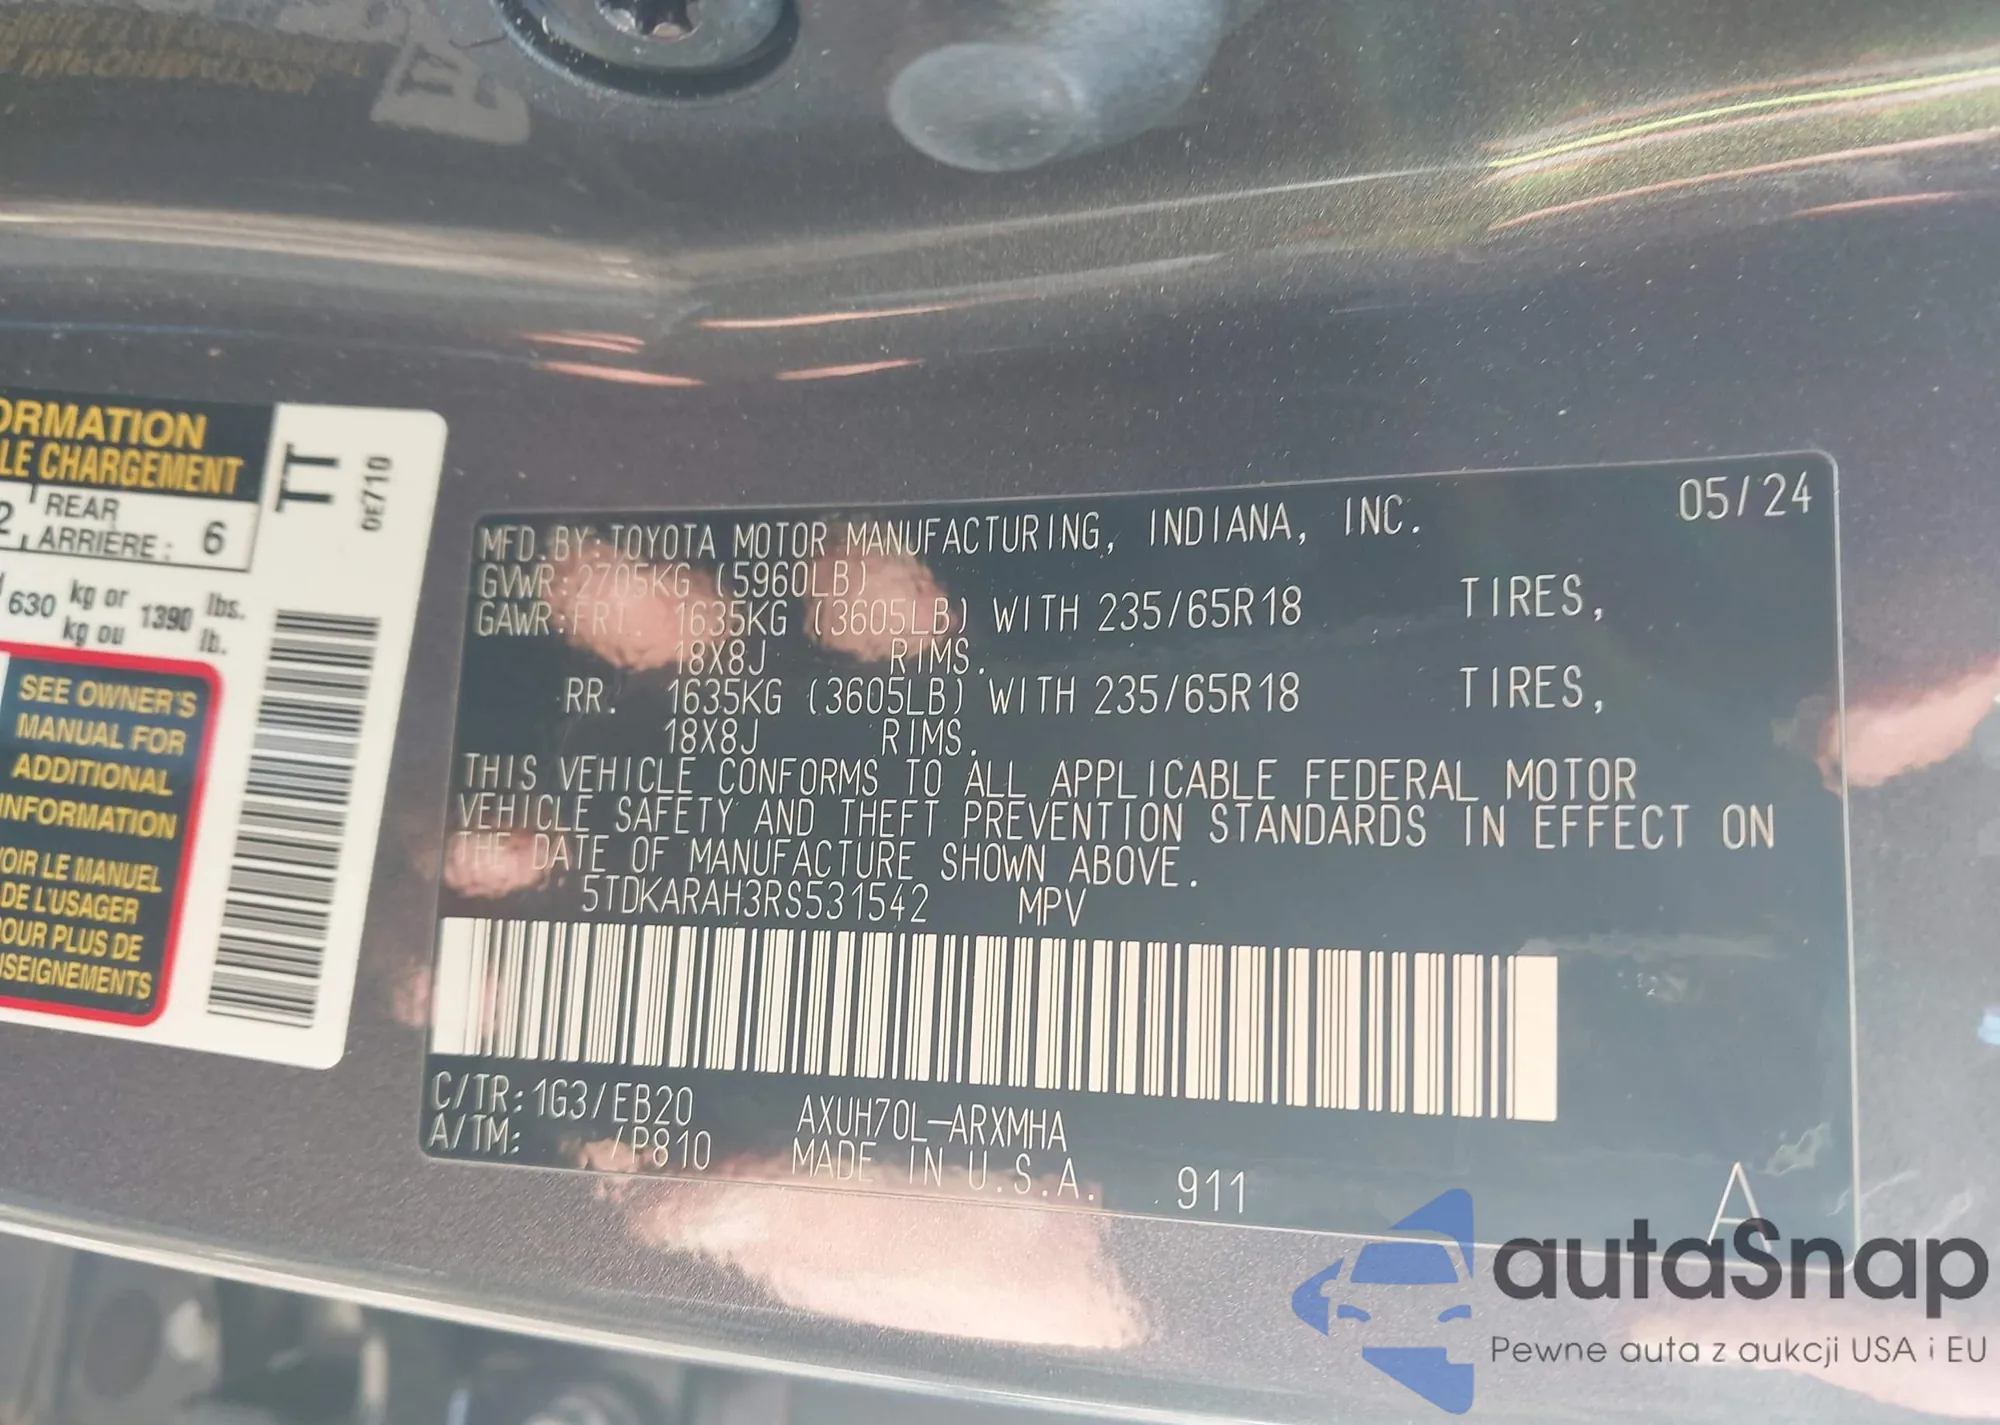 ORMATION
LE CHARGEMENT
2 REAR
ARRIÈRE : 6
630 kg or 1390 lbs.
kg ou lb.
TT
0E710
SEE OWNER'S
MANUAL FOR
ADDITIONAL
INFORMATION
VOIR LE MANUEL
DE L'USAGER
POUR PLUS DE
NSEIGNEMENTS
MFD.BY:TOYOTA MOTOR MANUFACTURING, INDIANA, INC. 05/24
GVWR:2705KG (5960LB)
GAWR:FRT. 1635KG (3605LB) WITH 235/65R18 TIRES,
18X8J RIMS.
RR. 1635KG (3605LB) WITH 235/65R18 TIRES,
18X8J RIMS.
THIS VEHICLE CONFORMS TO ALL APPLICABLE FEDERAL MOTOR
VEHICLE SAFETY AND THEFT PREVENTION STANDARDS IN EFFECT ON
THE DATE OF MANUFACTURE SHOWN ABOVE.
5TDKARAH3RS531542 MPV
C/TR:1G3/EB20 AXUH70L-ARXMHA
A/TM: /P810 MADE IN U.S.A. 911
A
autaSnap
Pewne auta z aukcji USA i EU